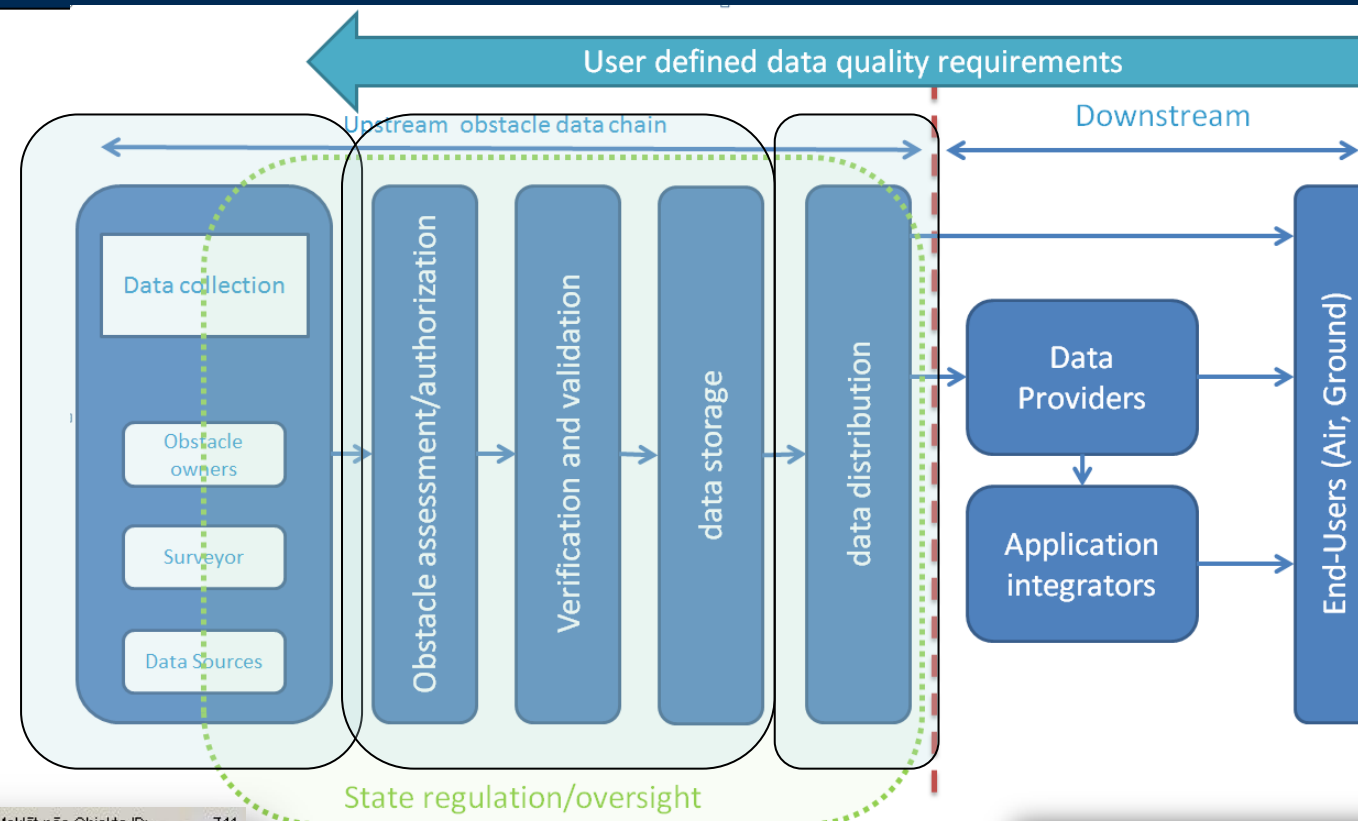 User defined data quality requirements
Upstream obstacle data chain
Downstream
Data collection
Obstacle
owners
Surveyor
Data Sources
Obstacle assessment/authorization
Verification and validation
data storage
data distribution
Data
Providers
Application
integrators
End-Users (Air, Ground)
State regulation/oversight